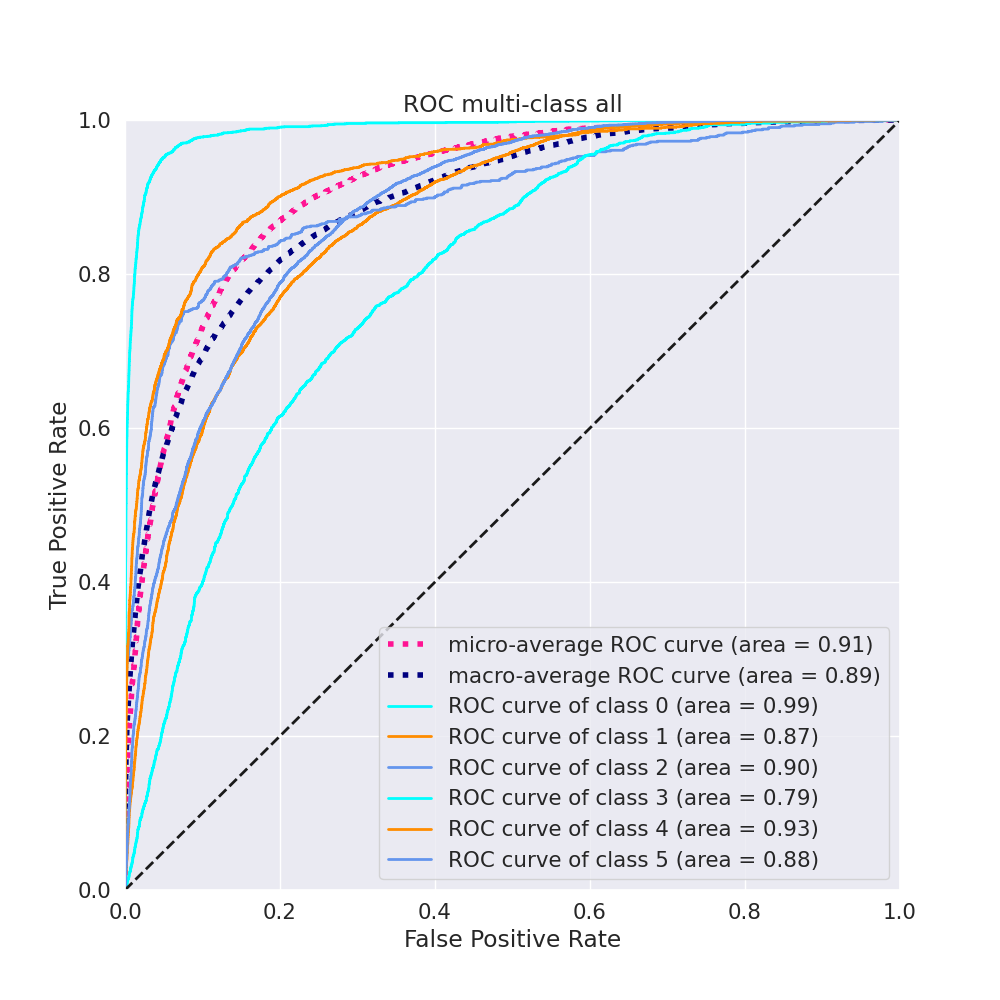 ROC multi-class all
1.0
0.8
0.6
0.4
0.2
0.0
True Positive Rate
micro-average ROC curve (area = 0.91)
macro-average ROC curve (area = 0.89)
ROC curve of class 0 (area = 0.99)
ROC curve of class 1 (area = 0.87)
ROC curve of class 2 (area = 0.90)
ROC curve of class 3 (area = 0.79)
ROC curve of class 4 (area = 0.93)
ROC curve of class 5 (area = 0.88)
0.0 0.2 0.4 0.6 0.8 1.0
False Positive Rate